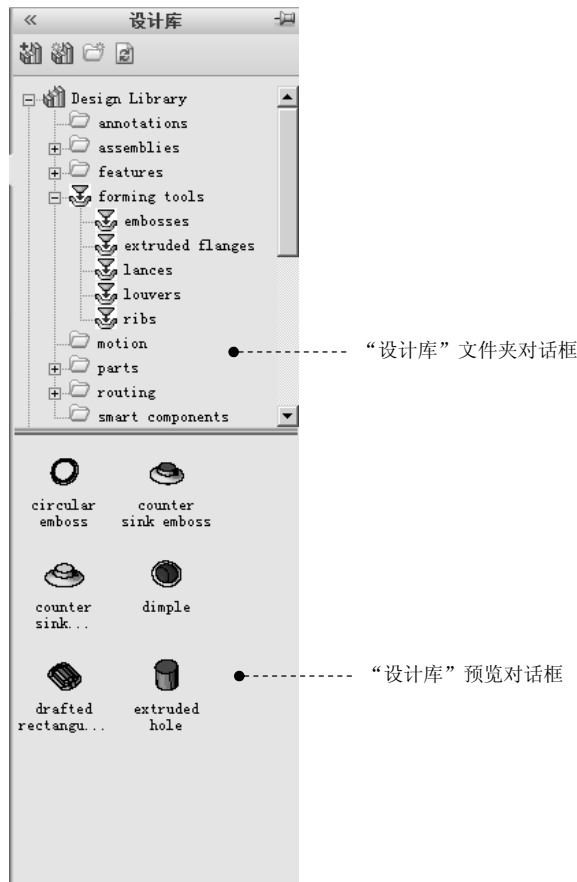 设计库
Design Library
annotations
assemblies
features
forming tools
embosses
extruded flanges
lances
louvers
ribs
motion
parts
routing
smart components
“设计库”文件夹对话框
circular
emboss
counter
sink emboss
counter
sink...
dimple
drafted
rectangu...
extruded
hole
“设计库”预览对话框